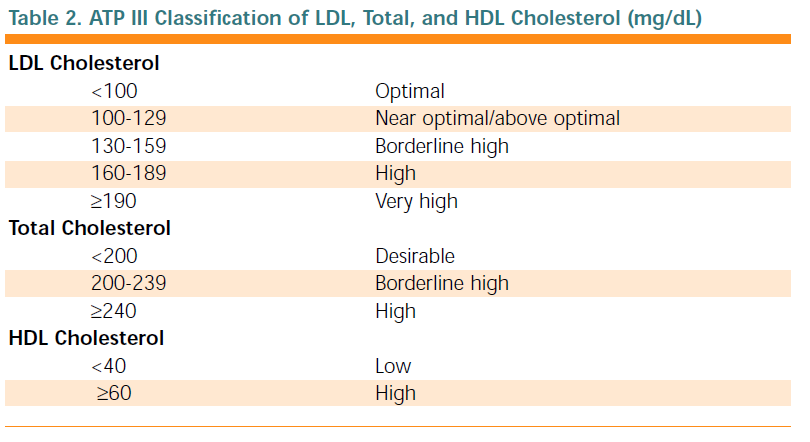 Table 2. ATP III Classification of LDL, Total, and HDL Cholesterol (mg/dL)
LDL Cholesterol
<100 Optimal
100-129 Near optimal/above optimal
130-159 Borderline high
160-189 High
≥190 Very high
Total Cholesterol
<200 Desirable
200-239 Borderline high
≥240 High
HDL Cholesterol
<40 Low
≥60 High